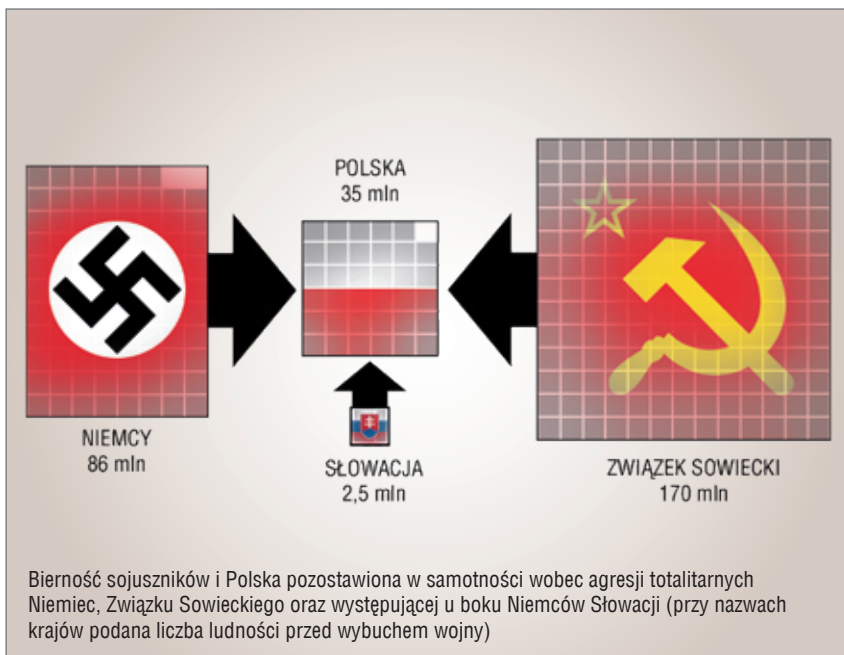 POLSKA
35 mln
NIEMCY
86 mln
SŁOWACJA
2,5 mln
ZWIĄZEK SOWIECKI
170 mln
Bierność sojuszników i Polska pozostawiona w samotności wobec agresji totalitarnych
Niemiec, Związku Sowieckiego oraz występującej u boku Niemców Słowacji (przy nazwach
krajów podana liczba ludności przed wybuchem wojny)